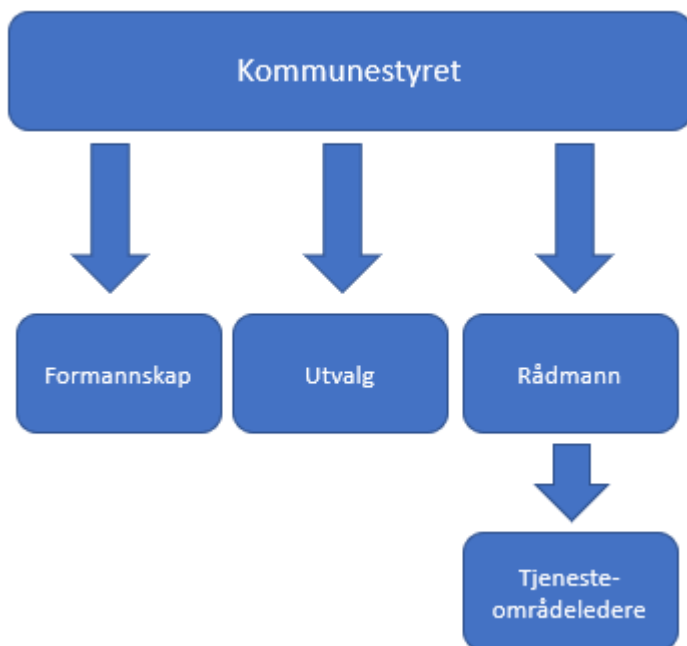 Kommunestyret
Formannskap
Utvalg
Rådmann
Tjeneste-
områdeledere